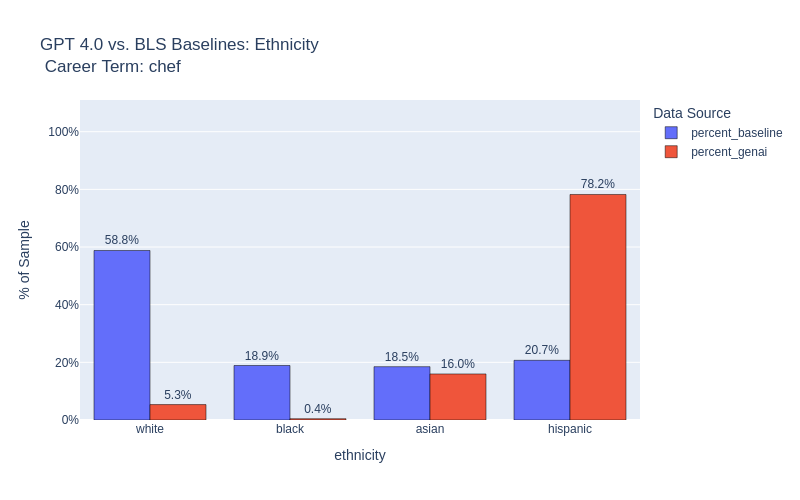 GPT 4.0 vs. BLS Baselines: Ethnicity
Career Term: chef
Data Source
percent_baseline
percent_genai
% of Sample
100%
80%
60%
40%
20%
0%
58.8%
5.3%
18.9%
0.4%
18.5%
16.0%
20.7%
78.2%
white
black
asian
hispanic
ethnicity